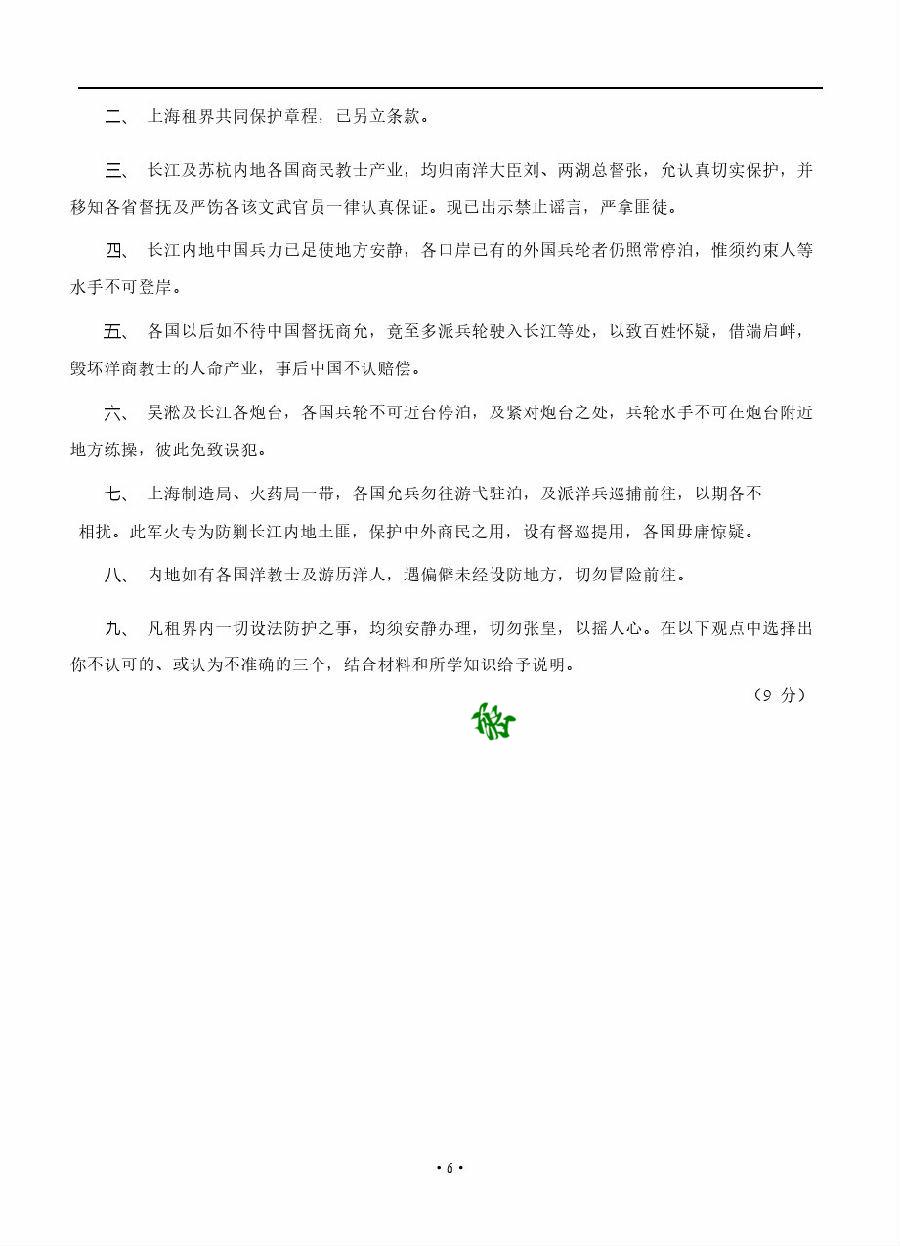 二、 上海租界共同保护章程，已另立条款。
三、 长江及苏杭内地各国商民教士产业，均归南洋大臣刘、两湖总督张，允认真切实保护，并
移知各省督抚及严饬各该文武官员一律认真保证。现已出示禁止谣言，严拿匪徒。
四、 长江内地中国兵力已足使地方安静，各口岸已有的外国兵轮者仍照常停泊，惟须约束人等
水手不可登岸。
五、 各国以后如不待中国督抚商允，竟至多派兵轮驶入长江等处，以致百姓怀疑，借端启衅，
毁坏洋商教士的人命产业，事后中国不认赔偿。
六、 吴淞及长江各炮台，各国兵轮不可近台停泊，及紧对炮台之处，兵轮水手不可在炮台附近
地方练操，彼此免致误犯。
七、 上海制造局、火药局一带，各国允兵勿往游弋驻泊，及派洋兵巡捕前往，以期各不
相扰。此军火专为防剿长江内地土匪，保护中外商民之用，设有督巡提用，各国毋庸惊疑。
八、 内地如有各国洋教士及游历洋人，遇偏僻未经设防地方，切勿冒险前往。
九、 凡租界内一切设法防护之事，均须安静办理，切勿张皇，以摇人心。在以下观点中选择出
你不认可的、或认为不准确的三个，结合材料和所学知识给予说明。
（9 分）
·6·